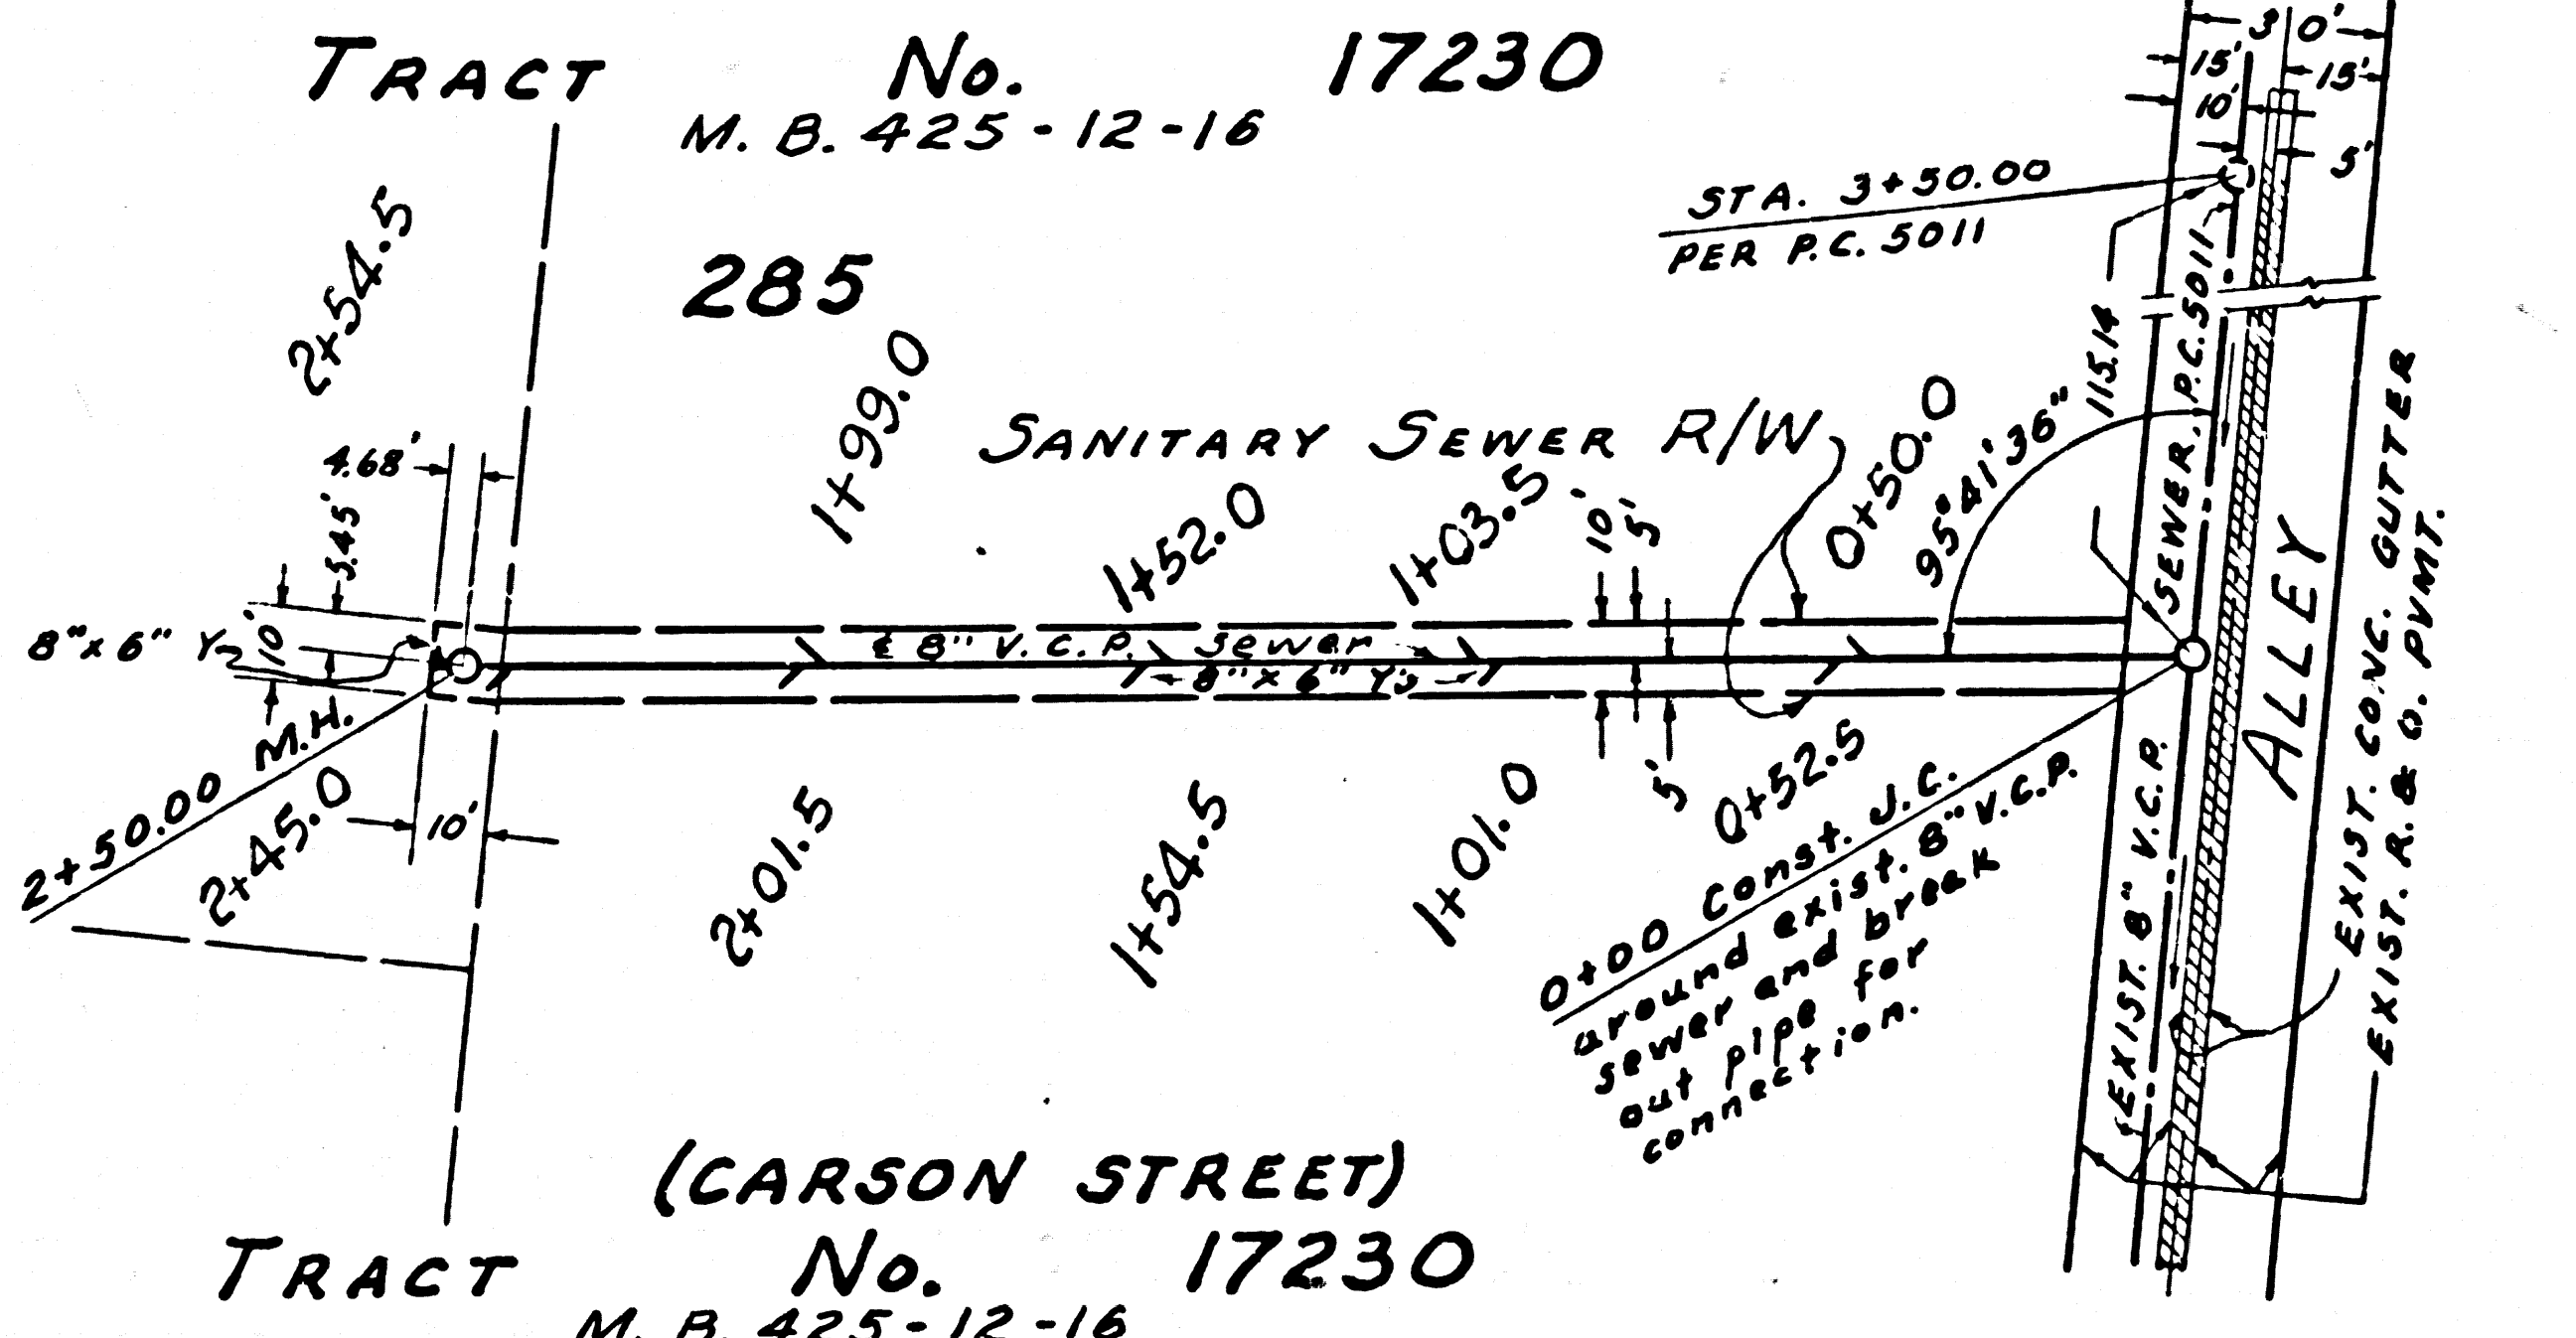 TRACT No. 17230
M. B. 425-12-16
3 0'
15' 15'
10'
5'
STA. 3+50.00
PER P.C. 5011
285
2+54.5
1+99.0
SANITARY SEWER R/W
1+52.0
1+03.5
10'
5'
0+50.0
95°41'36"
115.14
SEWER, P.C. 5011
4.68'
5.45'
10'
8"x 6" Y
℄ 8" V. C. P. Sewer
8" x 6" Y's
2+50.00 M.H.
2+45.0
10'
2+01.5
1+54.5
1+01.0
5'
0+52.5
0+00 Const. J.C.
around exist. 8" V.C.P.
sewer and break
out pipe for
connection.
EXIST. 8" V.C.P.
ALLEY
EXIST. CONC. GUTTER
EXIST. R. & O. PVMT.
(CARSON STREET)
TRACT No. 17230
M. B. 425-12-16